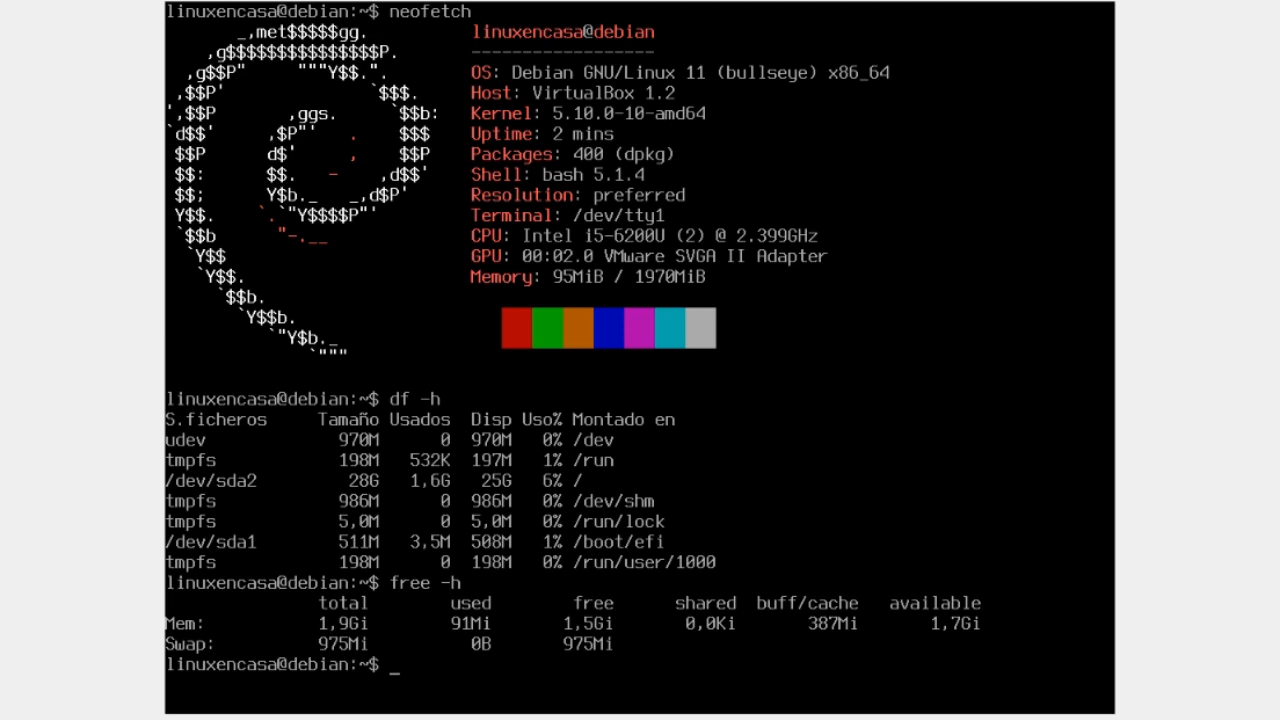 linuxencasa@debian:~$ neofetch
linuxencasa@debian
------------------
OS: Debian GNU/Linux 11 (bullseye) x86_64
Host: VirtualBox 1.2
Kernel: 5.10.0-10-amd64
Uptime: 2 mins
Packages: 400 (dpkg)
Shell: bash 5.1.4
Resolution: preferred
Terminal: /dev/tty1
CPU: Intel i5-6200U (2) @ 2.399GHz
GPU: 00:02.0 VMware SVGA II Adapter
Memory: 95MiB / 1970MiB
linuxencasa@debian:~$ df -h
S.ficheros Tamaño Usados Disp Uso% Montado en
udev 970M 0 970M 0% /dev
tmpfs 198M 532K 197M 1% /run
/dev/sda2 28G 1,6G 25G 6% /
tmpfs 986M 0 986M 0% /dev/shm
tmpfs 5,0M 0 5,0M 0% /run/lock
/dev/sda1 511M 3,5M 508M 1% /boot/efi
tmpfs 198M 0 198M 0% /run/user/1000
linuxencasa@debian:~$ free -h
total used free shared buff/cache available
Mem: 1,9Gi 91Mi 1,5Gi 0,0Ki 387Mi 1,7Gi
Swap: 975Mi 0B 975Mi
linuxencasa@debian:~$ _